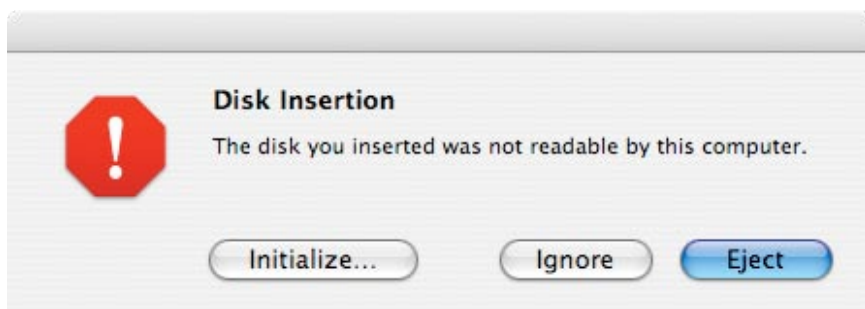 Disk Insertion
The disk you inserted was not readable by this computer.
Initialize... Ignore Eject